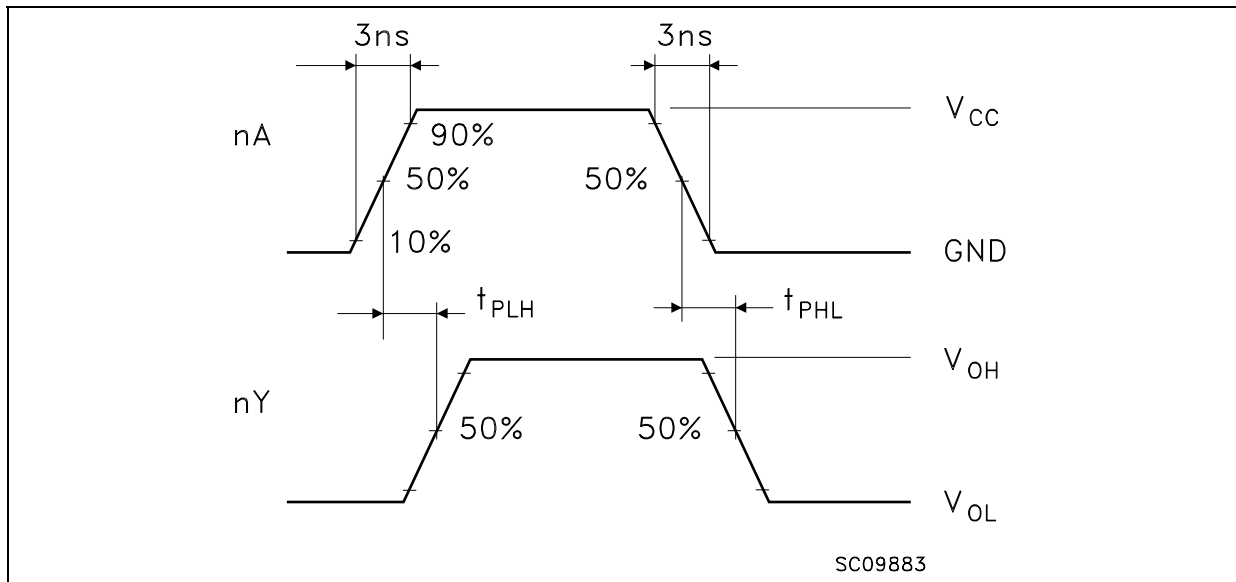 3ns 3ns
V_CC
nA
90%
50% 50%
10%
GND
t_PLH t_PHL
V_OH
nY
50% 50%
V_OL
SC09883